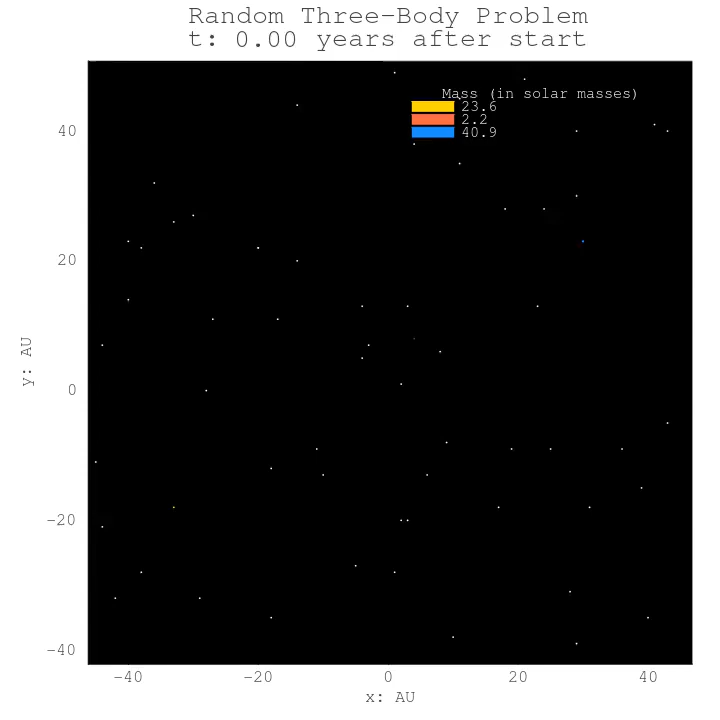 Random Three-Body Problem
t: 0.00 years after start
Mass (in solar masses)
23.6
2.2
40.9
40
20
0
-20
-40
y: AU
-40 -20 0 20 40
x: AU